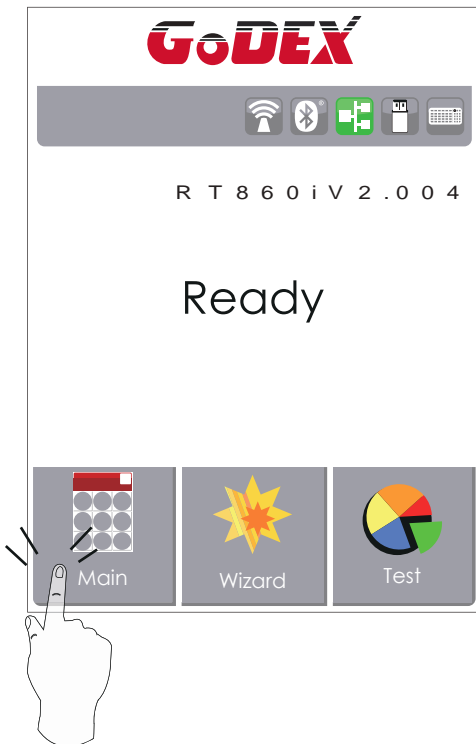 GODEX
RT860iV2.004
Ready
Main
Wizard
Test